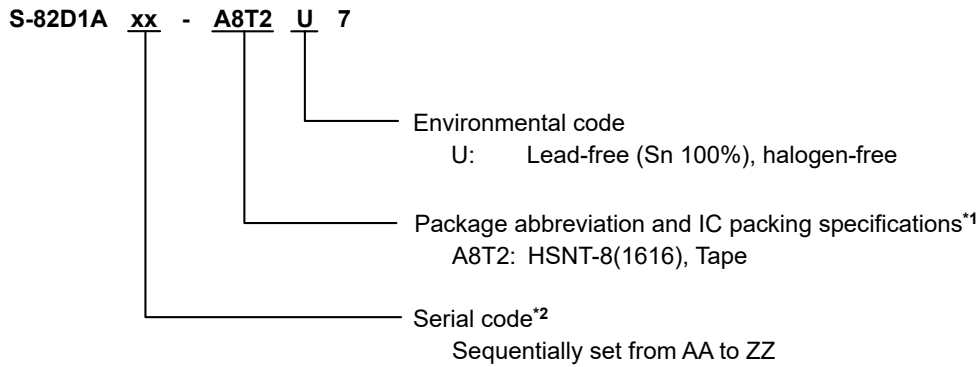 S-82D1A xx - A8T2 U 7
Environmental code
U: Lead-free (Sn 100%), halogen-free
Package abbreviation and IC packing specifications*1
A8T2: HSNT-8(1616), Tape
Serial code*2
Sequentially set from AA to ZZ